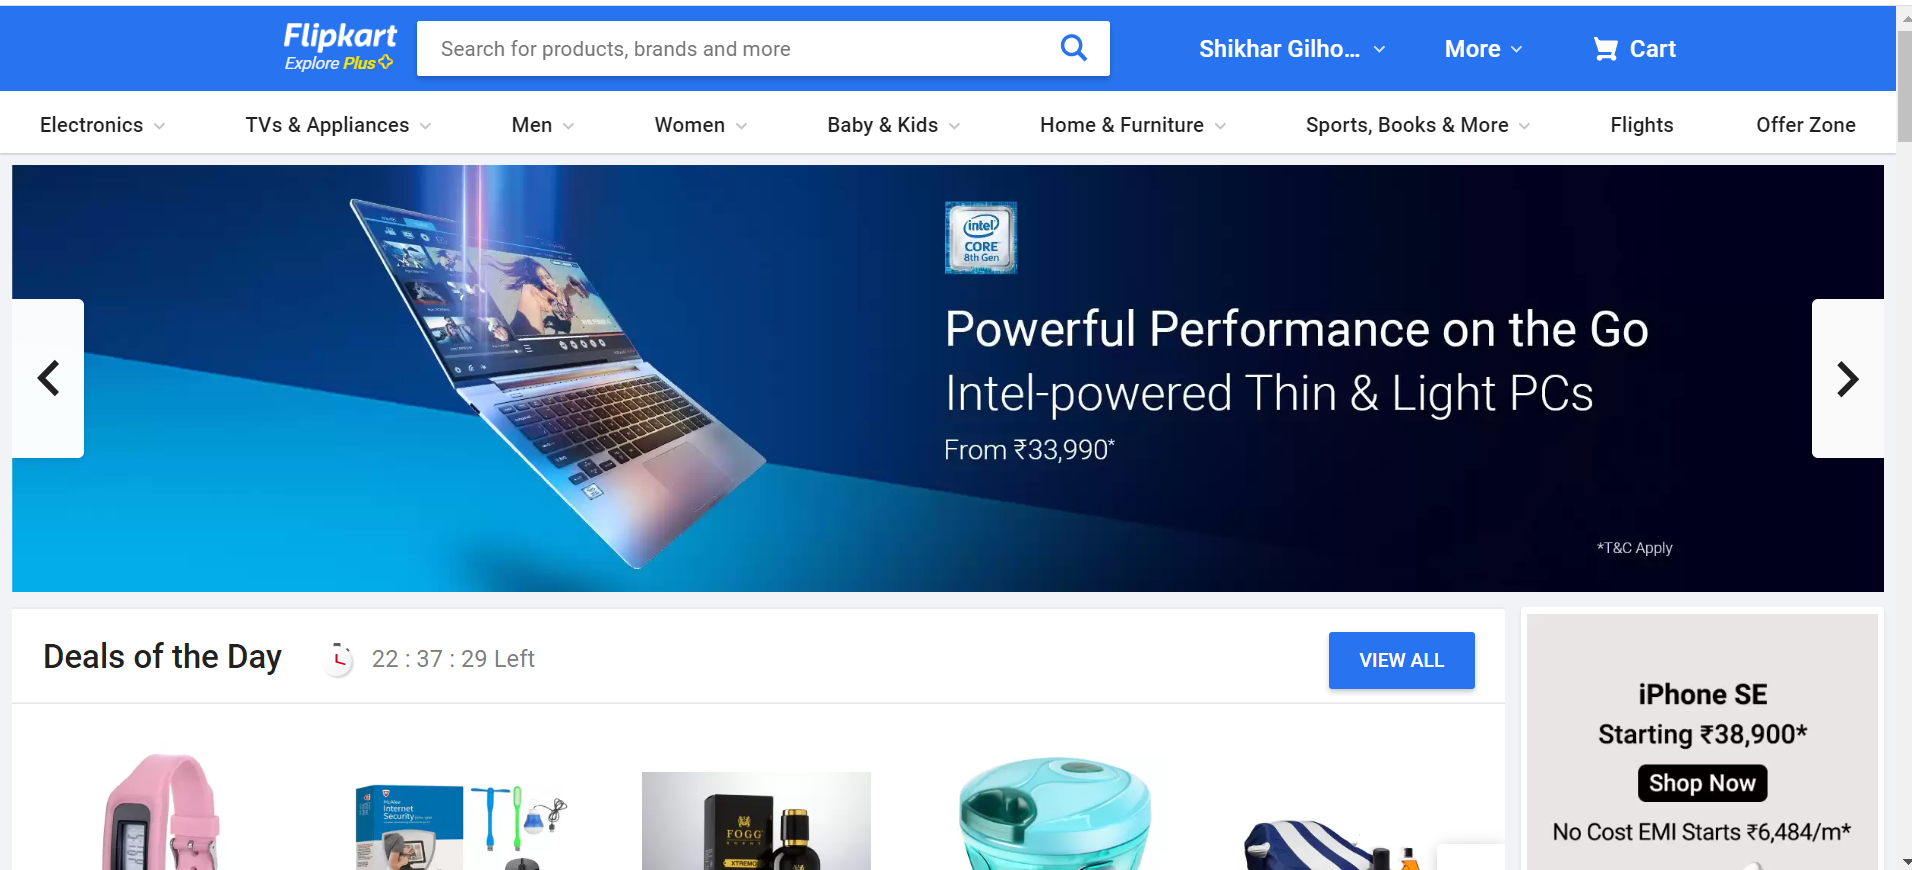 Flipkart
Explore Plus
Search for products, brands and more
Shikhar Gilho...
More
Cart
Electronics
TVs & Appliances
Men
Women
Baby & Kids
Home & Furniture
Sports, Books & More
Flights
Offer Zone
intel
CORE
8th Gen
Powerful Performance on the Go
Intel-powered Thin & Light PCs
From ₹33,990*
*T&C Apply
Deals of the Day
22 : 37 : 29 Left
VIEW ALL
iPhone SE
Starting ₹38,900*
Shop Now
No Cost EMI Starts ₹6,484/m*
McAfee
Internet
Security
FOGG
XTREMO